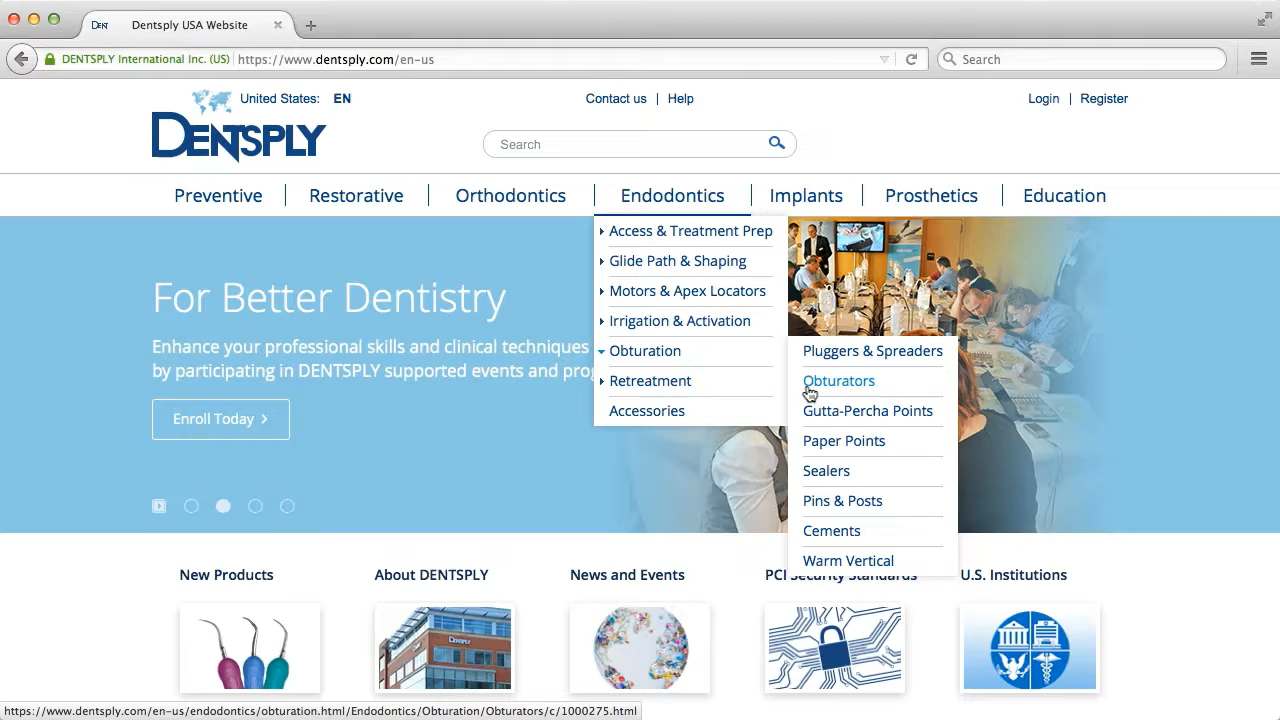 Dentsply USA Website
DENTSPLY International Inc. (US)
https://www.dentsply.com/en-us
Search
United States: EN
Contact us | Help
Login | Register
DENTSPLY
Search
Preventive
Restorative
Orthodontics
Endodontics
Implants
Prosthetics
Education
Access & Treatment Prep
Glide Path & Shaping
Motors & Apex Locators
Irrigation & Activation
Obturation
Retreatment
Accessories
Pluggers & Spreaders
Obturators
Gutta-Percha Points
Paper Points
Sealers
Pins & Posts
Cements
Warm Vertical
For Better Dentistry
Enhance your professional skills and clinical techniques
by participating in DENTSPLY supported events and
Enroll Today
New Products
About DENTSPLY
News and Events
PCI Security Standards
U.S. Institutions
DENTSPLY
https://www.dentsply.com/en-us/endodontics/obturation.html/Endodontics/Obturation/Obturators/c/1000275.html